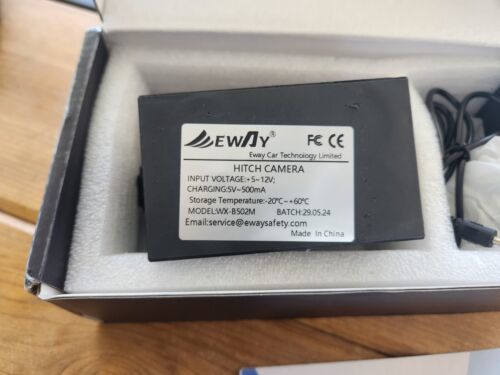 EWAY® FC CE
Eway Car Technology Limited
HITCH CAMERA
INPUT VOLTAGE:+5~12V;
CHARGING:5V~500mA
Storage Temperature:-20℃~+60℃
MODEL:WX-BS02M BATCH:29.05.24
Email:service@ewaysafety.com
Made In China